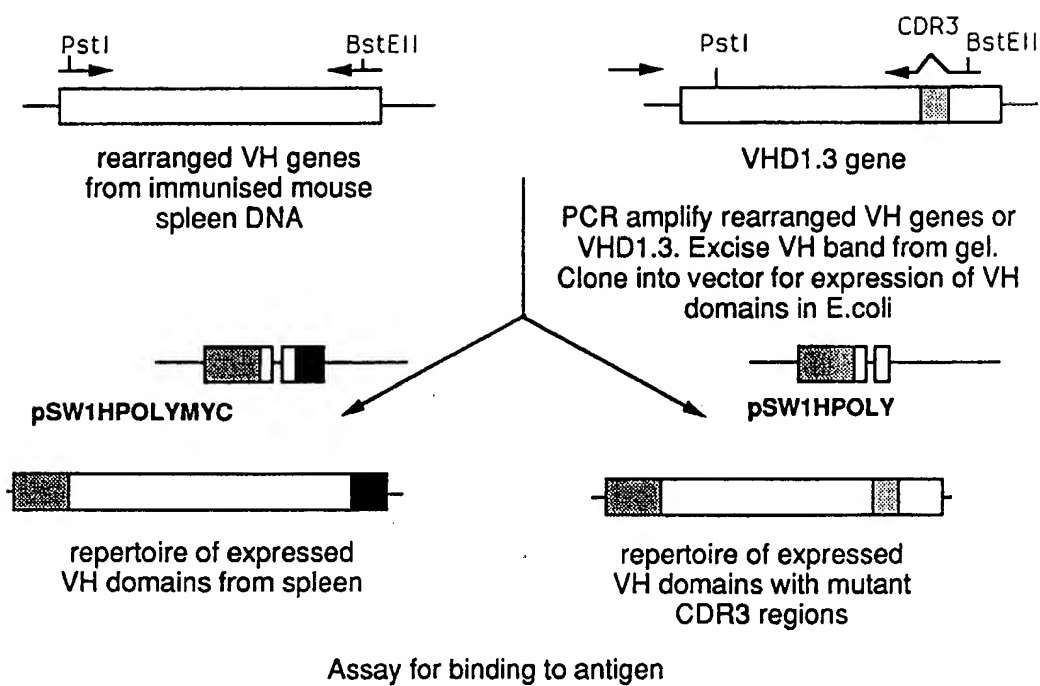 PstI
BstEII
rearranged VH genes
from immunised mouse
spleen DNA
PstI
CDR3
BstEII
VHD1.3 gene
PCR amplify rearranged VH genes or
VHD1.3. Excise VH band from gel.
Clone into vector for expression of VH
domains in E.coli
pSW1HPOLYMYC
pSW1HPOLY
repertoire of expressed
VH domains from spleen
repertoire of expressed
VH domains with mutant
CDR3 regions
Assay for binding to antigen